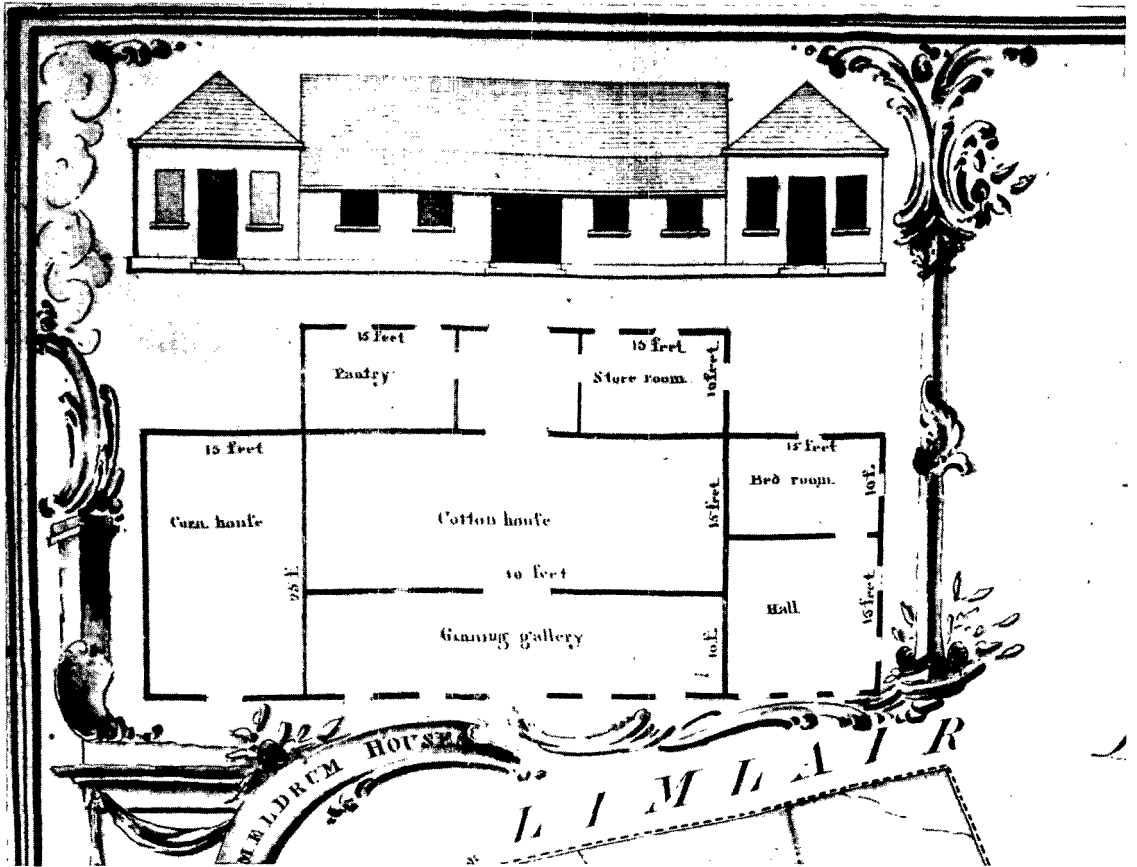 15 feet
Pantry
15 feet
Store room
10 feet
15 feet
Corn houſe
25 f.
Cotton houſe
15 feet
40 feet
Ginning gallery
10 f.
15 feet
Bed room
10 f.
Hall
15 feet
MELDRUM HOUSE
LIMLAIR